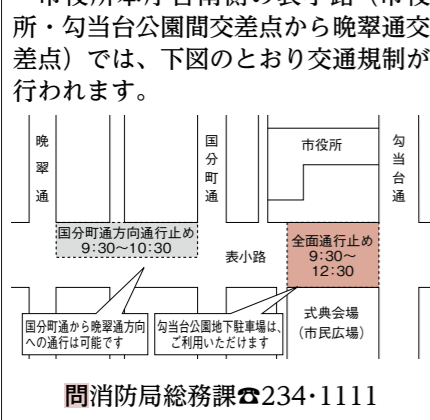 市役所本庁舎南側の表小路（市役
所・勾当台公園間交差点から晩翠通交
差点）では、下図のとおり交通規制が
行われます。
晩翠通
国分町通
市役所
勾当台通
国分町通方向通行止め
9:30～10:30
表小路
全面通行止め
9:30～
12:30
国分町通から晩翠通方向
への通行は可能です
勾当台公園地下駐車場は、
ご利用いただけます
式典会場
（市民広場）
問消防局総務課☎234･1111